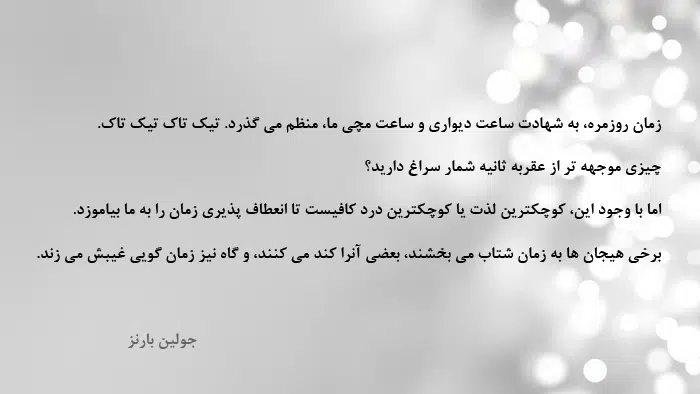 زمان روزمره، به شهادت ساعت دیواری و ساعت مچی ما، منظم می گذرد. تیک تاک تیک تاک.
چیزی موجهه تر از عقربه ثانیه شمار سراغ دارید؟
اما با وجود این، کوچکترین لذت یا کوچکترین درد کافیست تا انعطاف پذیری زمان را به ما بیاموزد.
برخی هیجان ها به زمان شتاب می بخشند، بعضی آنرا کند می کنند، و گاه نیز زمان گویی غیبش می زند.
جولین بارنز